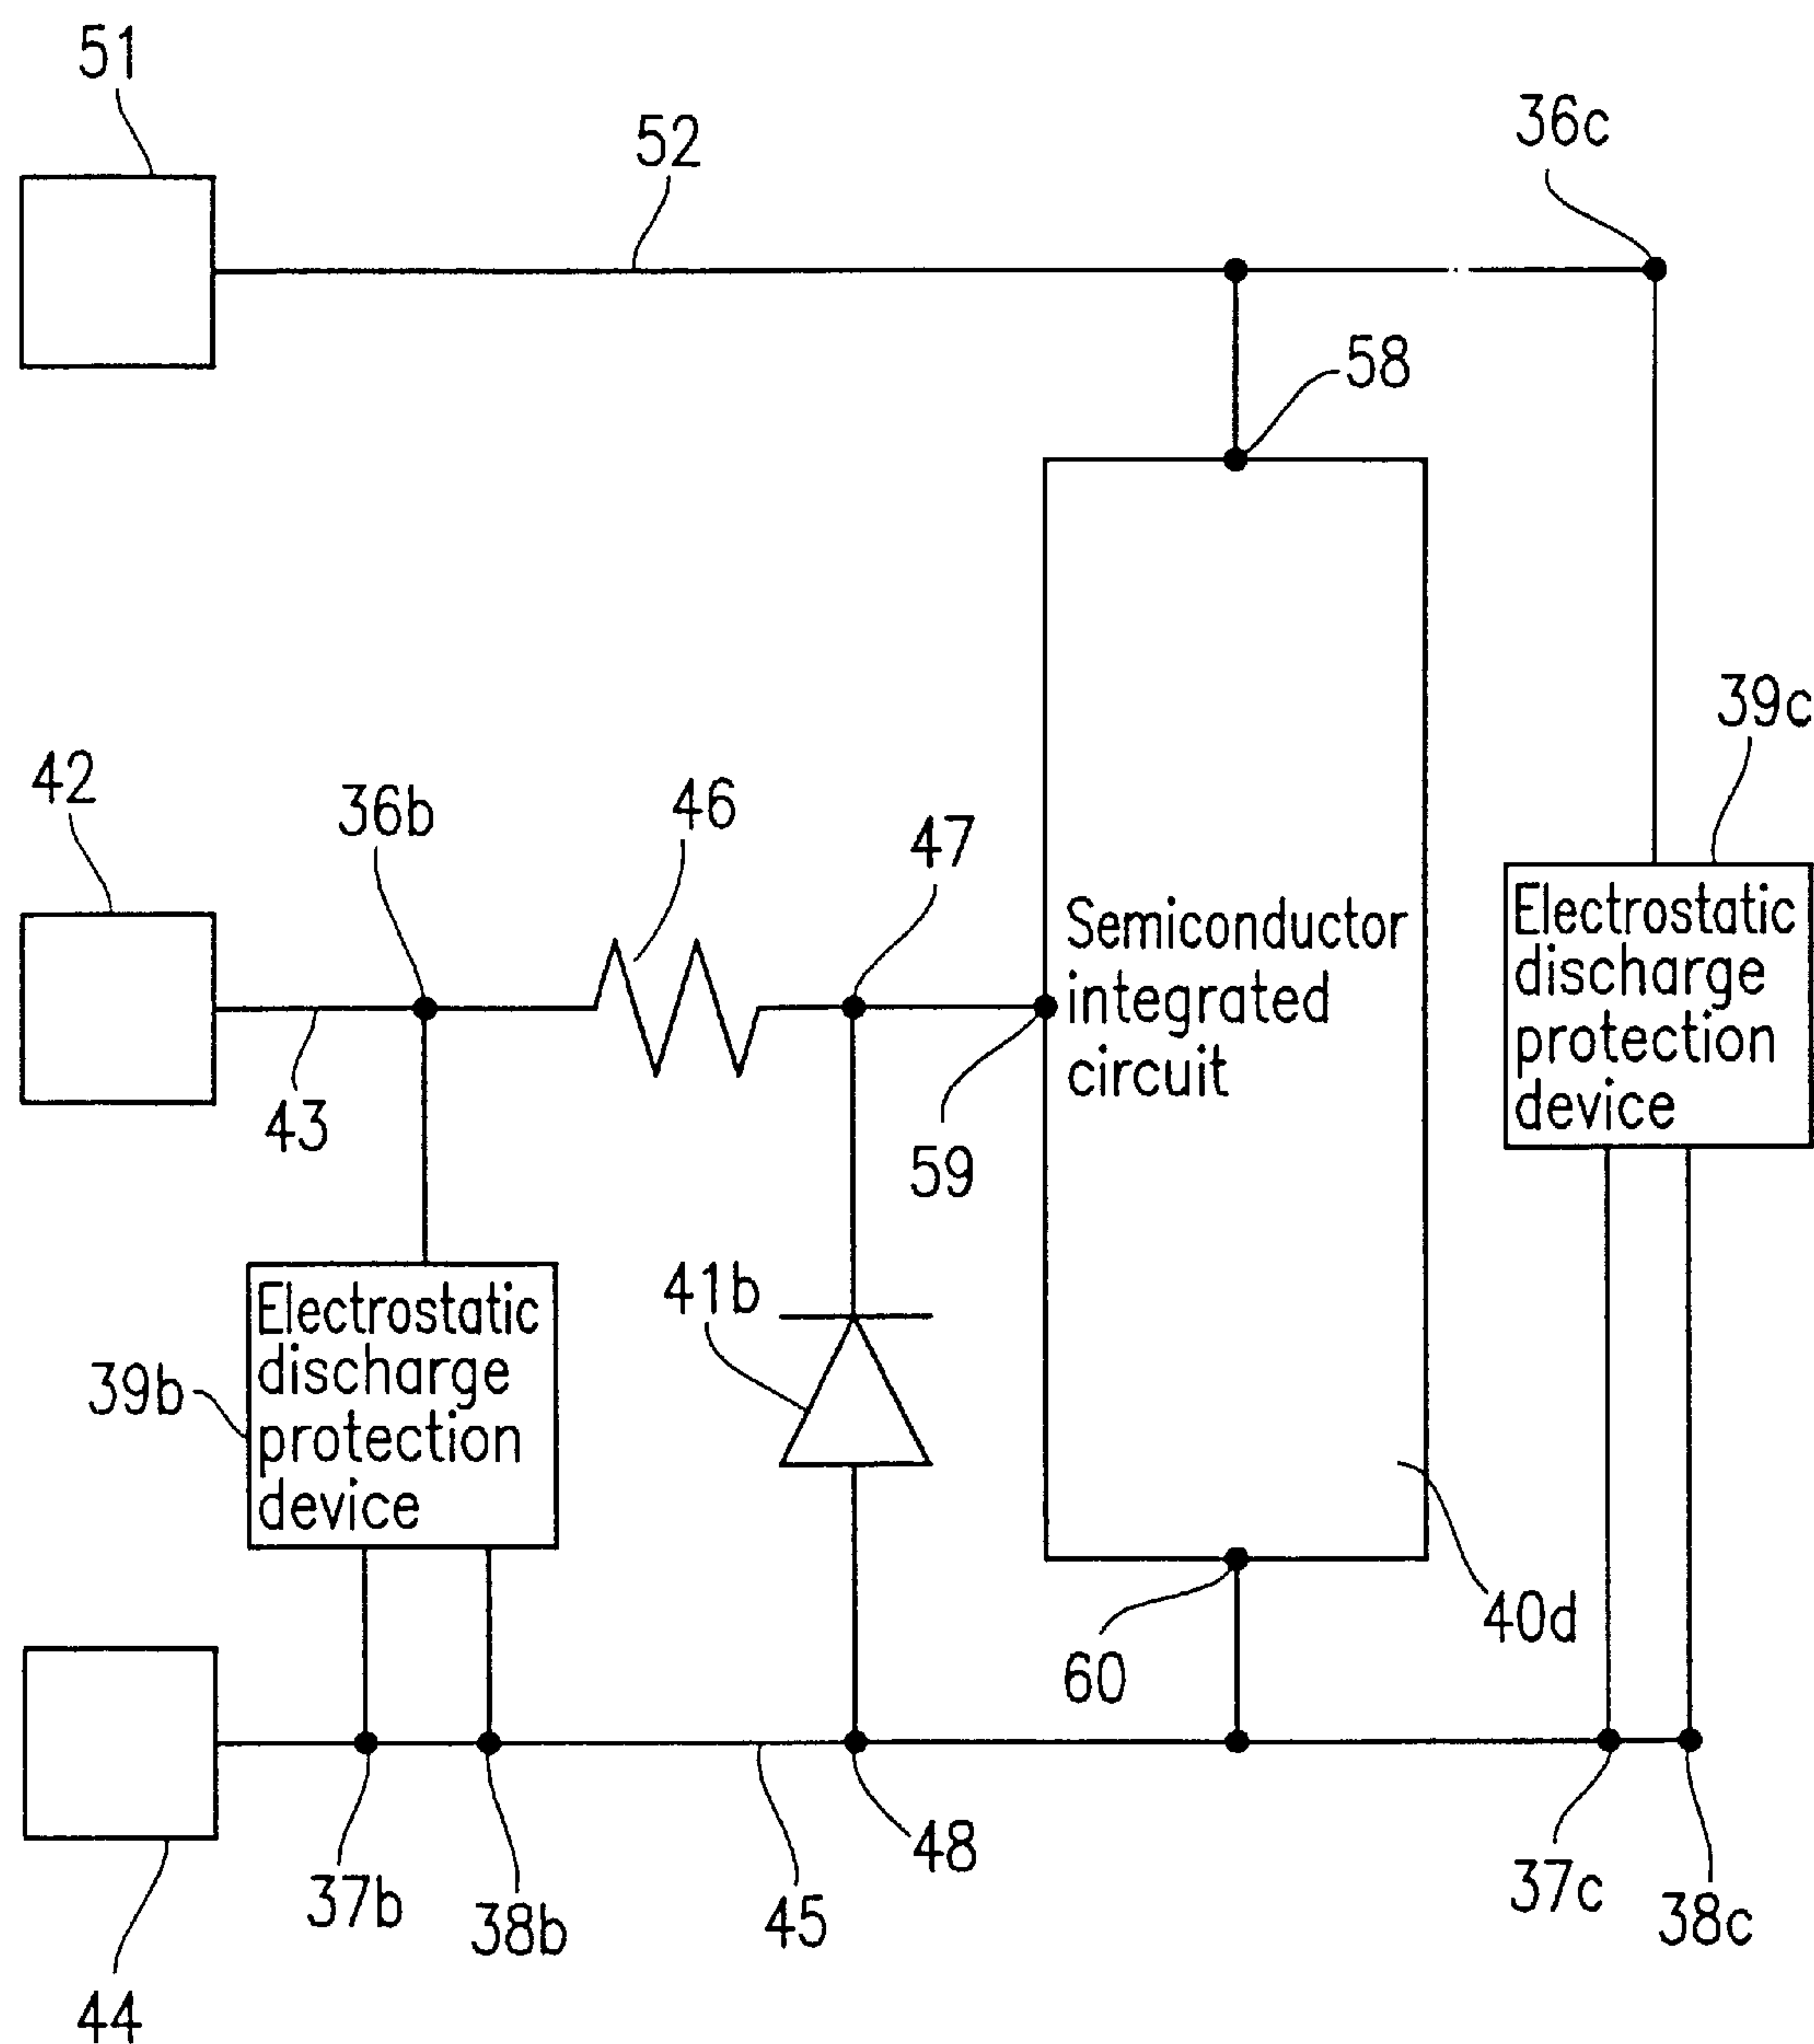 51
52
36c
58
39c
42
36b
46
47
Semiconductor
integrated
circuit
Electrostatic
discharge
protection
device
43
59
41b
Electrostatic
discharge
protection
device
39b
40d
60
48
37b
38b
45
37c
38c
44